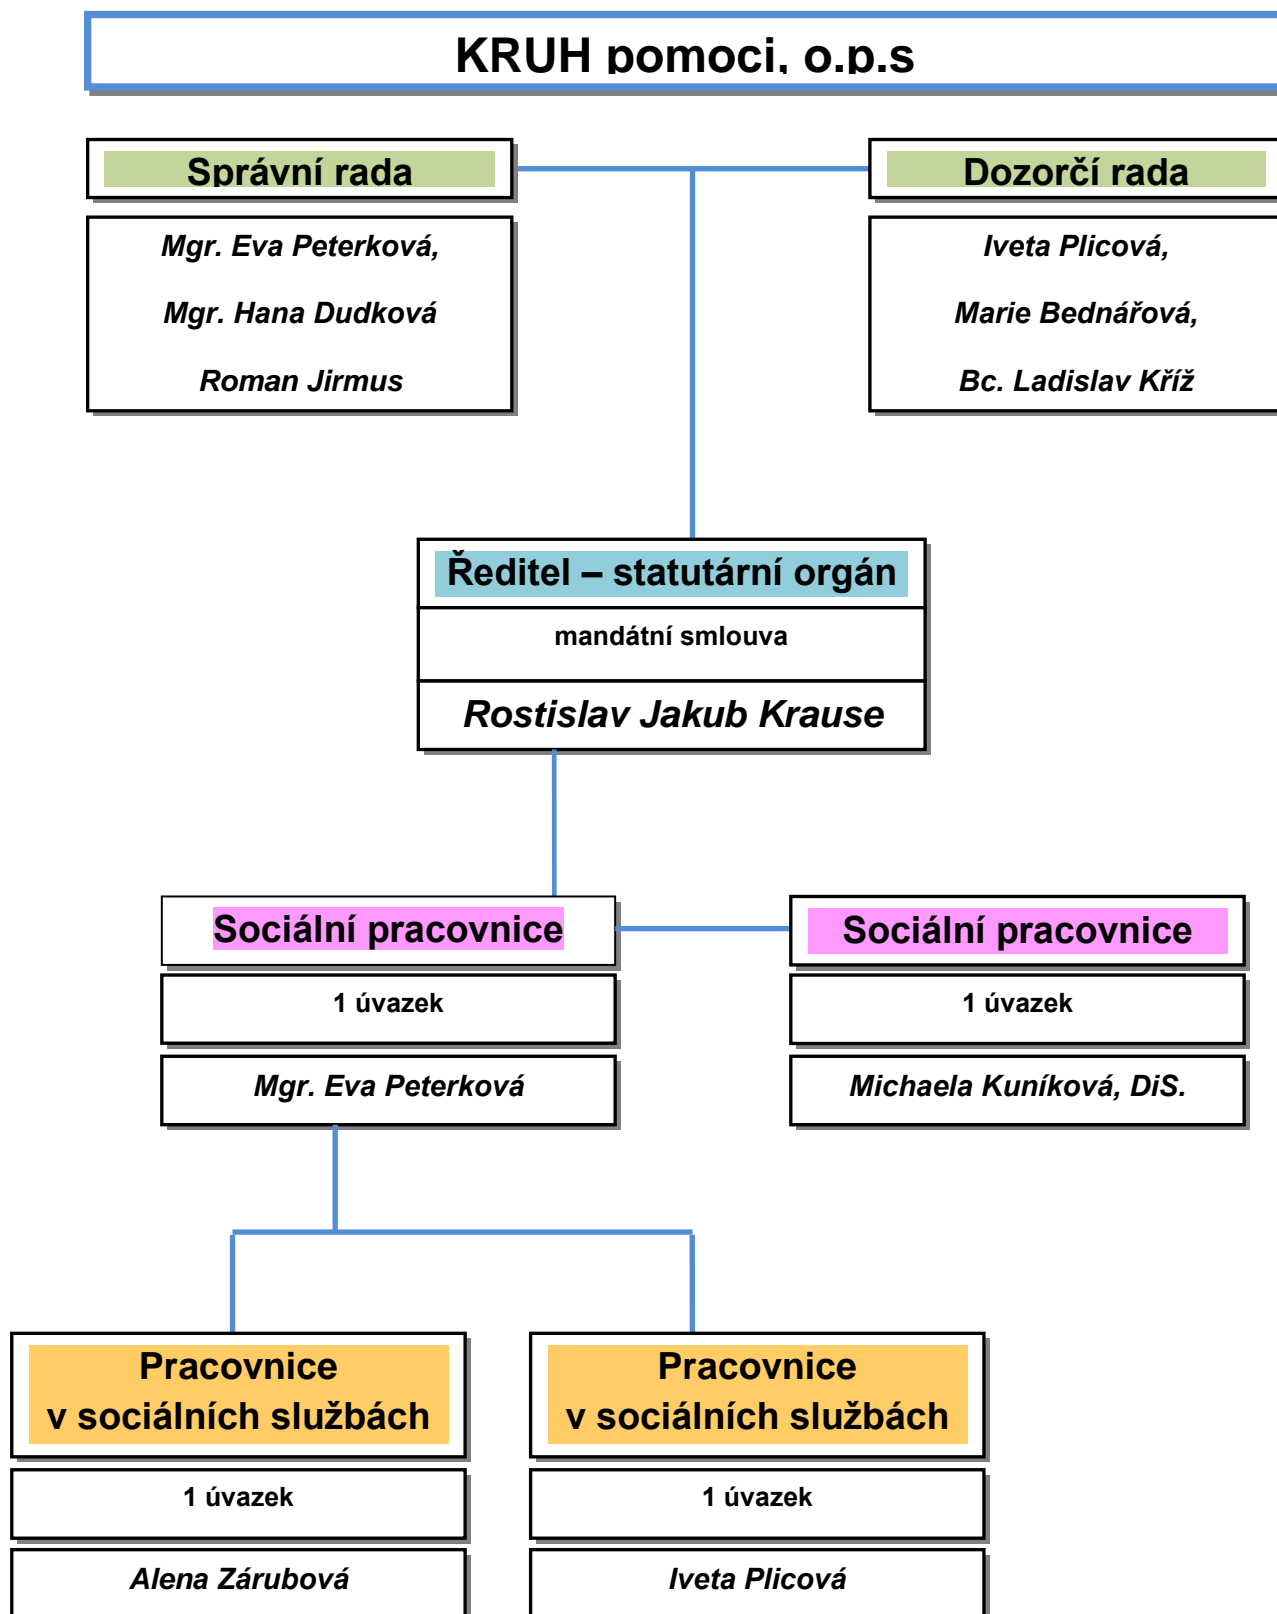 KRUH pomoci, o.p.s
Správní rada
Mgr. Eva Peterková,
Mgr. Hana Dudková
Roman Jirmus
Dozorčí rada
Iveta Plicová,
Marie Bednářová,
Bc. Ladislav Kříž
Ředitel – statutární orgán
mandátní smlouva
Rostislav Jakub Krause
Sociální pracovnice
1 úvazek
Mgr. Eva Peterková
Sociální pracovnice
1 úvazek
Michaela Kuníková, DiS.
Pracovnice
v sociálních službách
1 úvazek
Alena Zárubová
Pracovnice
v sociálních službách
1 úvazek
Iveta Plicová